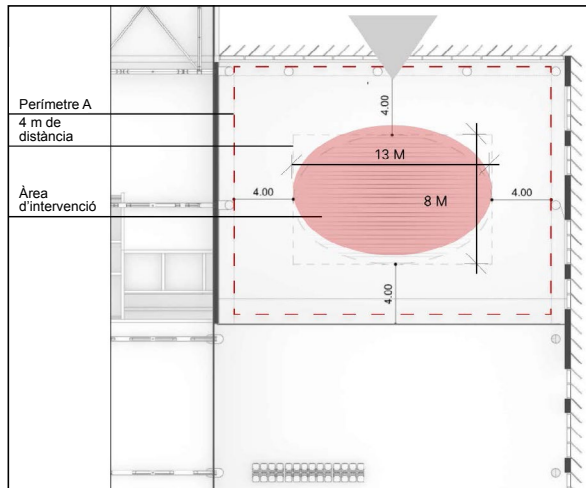 Perímetre A
4 m de
distància
Àrea
d'intervenció
4.00
13 M
4.00
8 M
4.00
4.00